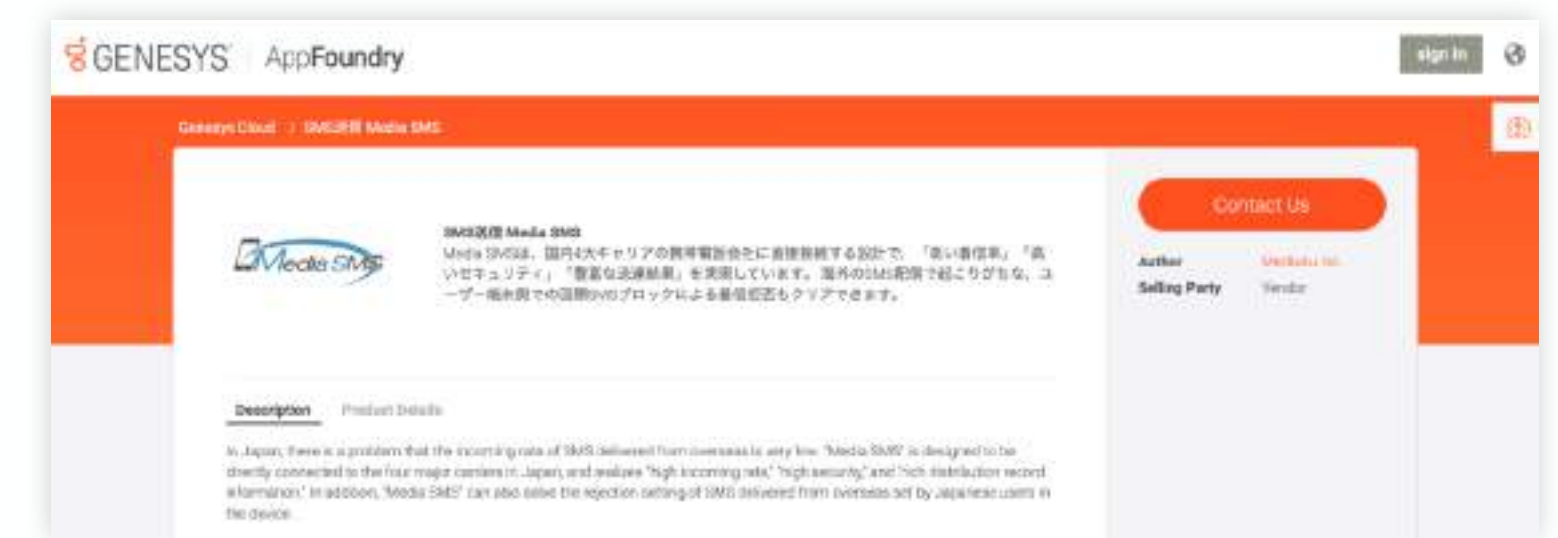 GENESYS AppFoundry
sign in
Genesys Cloud > SMS送信 Media SMS
Contact Us
Media SMS
SMS送信 Media SMS
Media SMSは、国内4大キャリアの携帯電話会社に直接接続する設計で、「高い着信率」「高
いセキュリティ」「豊富な送達結果」を実現しています。海外のSMS配信で起こりがちな、ユ
ーザー端末側での国際SMSブロックによる着信拒否もクリアできます。
Author
Selling Party Vendor
Description Product Details
In Japan, there is a problem that the incoming rate of SMS delivered from overseas is very low. "Media SMS" is designed to be
directly connected to the four major carriers in Japan, and realizes "high incoming rate," "high security," and "rich distribution record
information." In addition, "Media SMS" can also solve the rejection setting of SMS delivered from overseas set by Japanese users in
the device.